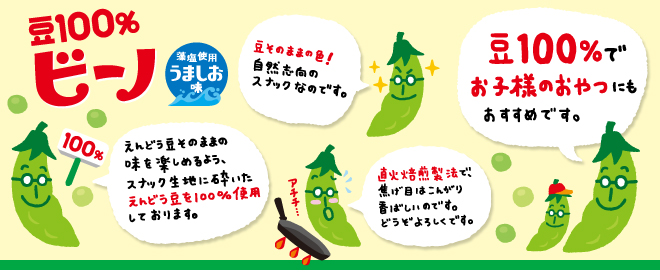 豆100%
ビーノ
藻塩使用
うましお
味
豆そのままの色!
自然志向の
スナックなのです。
豆100%で
お子様のおやつにも
おすすめです。
100%
えんどう豆そのままの
味を楽しめるよう、
スナック生地に砕いた
えんどう豆を100%使用
しております。
アチチ…
直火焙煎製法で、
焦げ目はこんがり
香ばしいのです。
どうぞよろしくです。